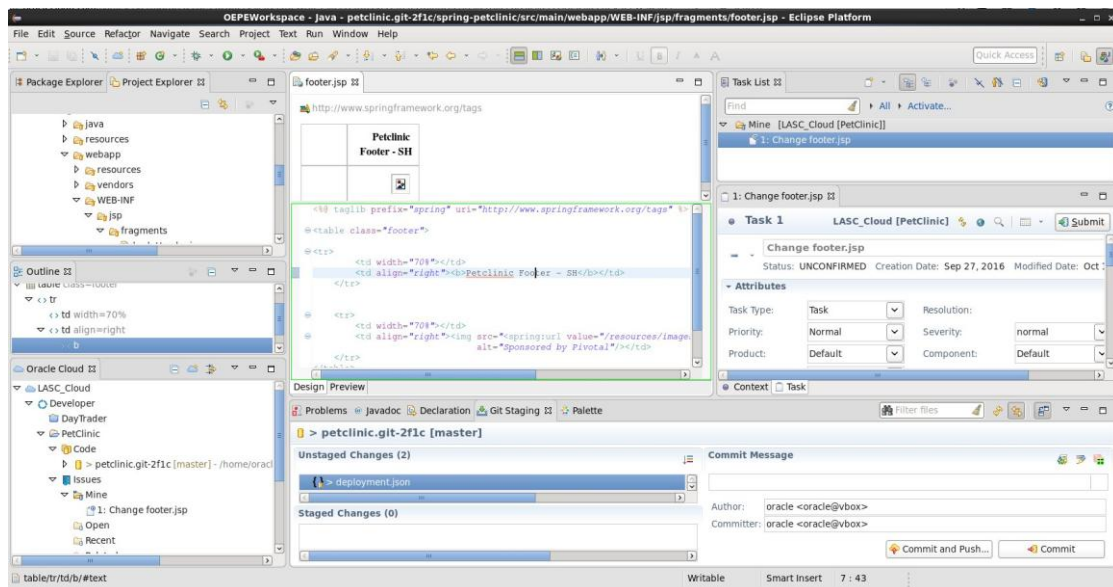 OEPEWorkspace - Java - petclinic.git-2f1c/spring-petclinic/src/main/webapp/WEB-INF/jsp/fragments/footer.jsp - Eclipse Platform
File Edit Source Refactor Navigate Search Project Text Run Window Help
Quick Access
Package Explorer Project Explorer
java
resources
webapp
resources
vendors
WEB-INF
jsp
fragments
Outline
table class=footer
tr
td width=70%
td align=right
b
Oracle Cloud
LASC_Cloud
Developer
DayTrader
PetClinic
Code
> petclinic.git-2f1c [master] - /home/oracl
Issues
Mine
1: Change footer.jsp
Open
Recent
footer.jsp
http://www.springframework.org/tags
Petclinic
Footer - SH
<%@ taglib prefix="spring" uri="http://www.springframework.org/tags" %>
<table class="footer">
<tr>
<td width="70%"></td>
<td align="right"><b>Petclinic Footer - SH</b></td>
</tr>
<tr>
<td width="70%"></td>
<td align="right"><img src="<spring:url value="/resources/image
alt="Sponsored by Pivotal"/></td>
</tr>
Design Preview
Task List
Find All Activate...
Mine [LASC_Cloud [PetClinic]]
1: Change footer.jsp
1: Change footer.jsp
Task 1 LASC_Cloud [PetClinic] Submit
Change footer.jsp
Status: UNCONFIRMED Creation Date: Sep 27, 2016 Modified Date: Oct
Attributes
Task Type: Task Resolution:
Priority: Normal Severity: normal
Product: Default Component: Default
Context Task
Problems Javadoc Declaration Git Staging Palette
Filter files
> petclinic.git-2f1c [master]
Unstaged Changes (2)
> deployment.json
Staged Changes (0)
Commit Message
Author: oracle <oracle@vbox>
Committer: oracle <oracle@vbox>
Commit and Push... Commit
table/tr/td/b/#text Writable Smart Insert 7 : 43